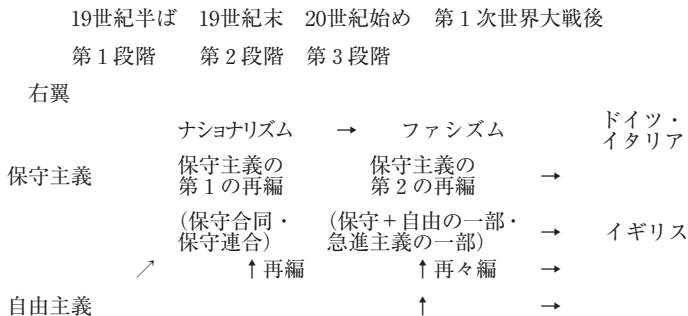 19世紀半ば 19世紀末 20世紀始め 第1次世界大戦後
第1段階 第2段階 第3段階
右翼
ナショナリズム → ファシズム ドイツ・
イタリア
保守主義 保守主義の 保守主義の
第1の再編 第2の再編 →
(保守合同・ (保守+自由の一部・
保守連合) 急進主義の一部) → イギリス
↗ ↑再編 ↑再々編 →
自由主義 ↑ →